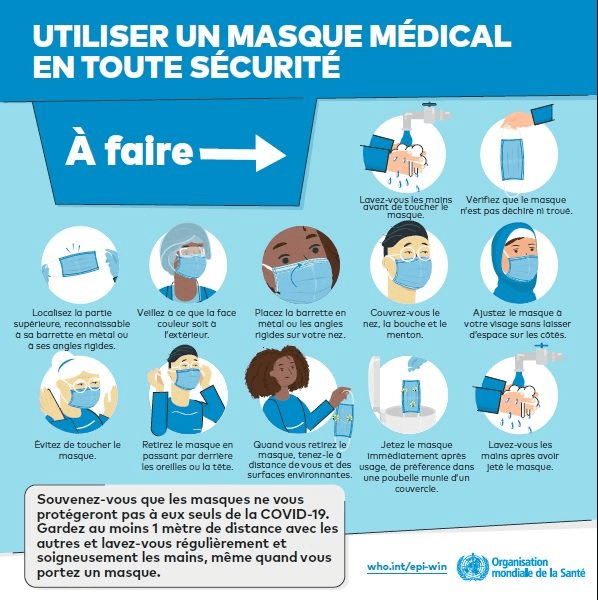 UTILISER UN MASQUE MÉDICAL
EN TOUTE SÉCURITÉ
À faire
Lavez-vous les mains
avant de toucher le
masque.
Vérifiez que le masque
n'est pas déchire ni troué.
Localisez la partie
supérieure, reconnaissable
à sa barrette en métal ou
à ses angles rigides.
Veillez à ce que la face
couleur soit à
l'extérieur.
Placez la barrette en
métal ou les angles
rigides sur votre nez.
Couvrez-vous le
nez, la bouche et le
menton.
Ajustez le masque à
votre visage sans laisser
d'espace sur les côtés.
Évitez de toucher le
masque.
Retirez le masque en
passant par derrière
les oreilles ou la tête.
Quand vous retirez le
masque, tenez-le à
distance de vous et des
surfaces environnantes.
Jetez le masque
immédiatement après
usage, de préférence dans
une poubelle munie d'un
couvercle.
Lavez-vous les
mains après avoir
jeté le masque.
Souvenez-vous que les masques ne vous
protégeront pas à eux seuls de la COVID-19.
Gardez au moins 1 mètre de distance avec les
autres et lavez-vous régulièrement et
soigneusement les mains, même quand vous
portez un masque.
who.int/epi-win
Organisation
mondiale de la Santé